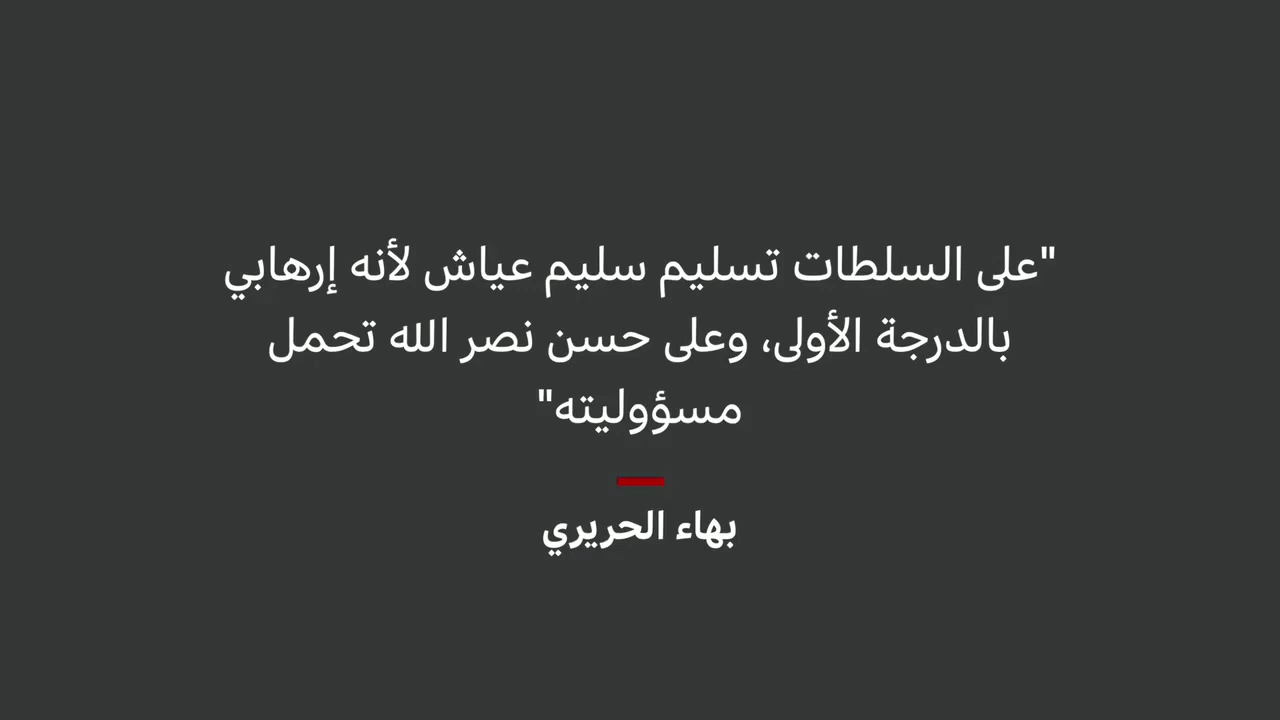 "على السلطات تسليم سليم عياش لأنه إرهابي
بالدرجة الأولى، وعلى حسن نصر الله تحمل
مسؤوليته"
بهاء الحريري